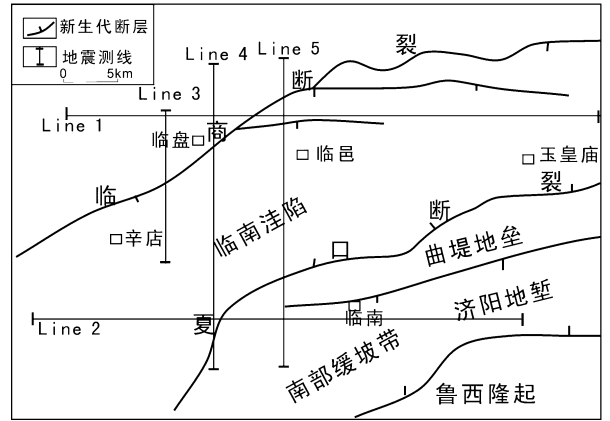 新生代断层
地震测线
0 5km
Line 4
Line 5
Line 3
Line 1
临盘
临邑
玉皇庙
辛店
临商断裂
临南洼陷
夏口断裂
曲堤地垒
济阳地堑
临南
Line 2
南部缓坡带
鲁西隆起